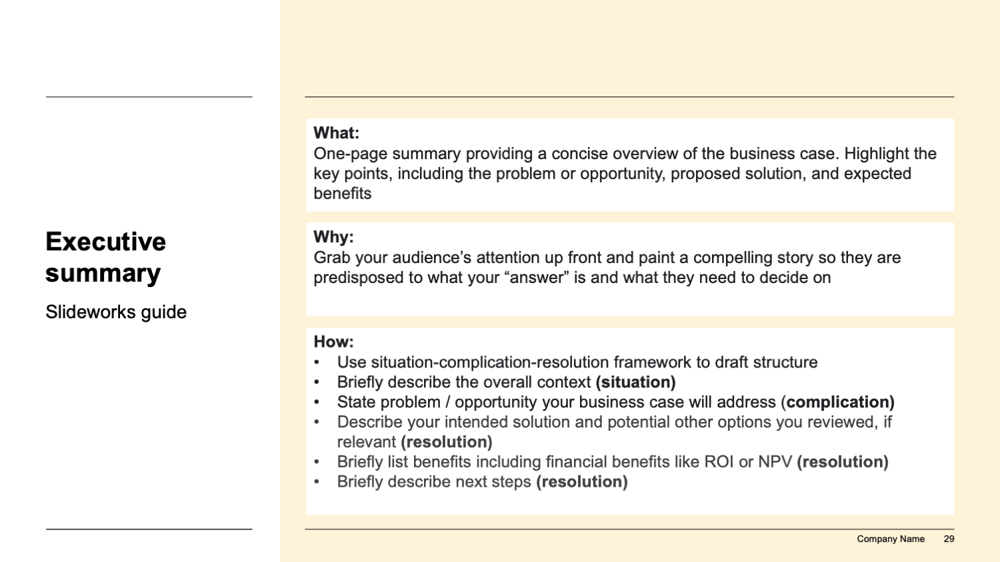 Executive
summary
Slideworks guide
What:
One-page summary providing a concise overview of the business case. Highlight the
key points, including the problem or opportunity, proposed solution, and expected
benefits
Why:
Grab your audience’s attention up front and paint a compelling story so they are
predisposed to what your “answer” is and what they need to decide on
How:
• Use situation-complication-resolution framework to draft structure
• Briefly describe the overall context (situation)
• State problem / opportunity your business case will address (complication)
• Describe your intended solution and potential other options you reviewed, if
relevant (resolution)
• Briefly list benefits including financial benefits like ROI or NPV (resolution)
• Briefly describe next steps (resolution)
Company Name 29